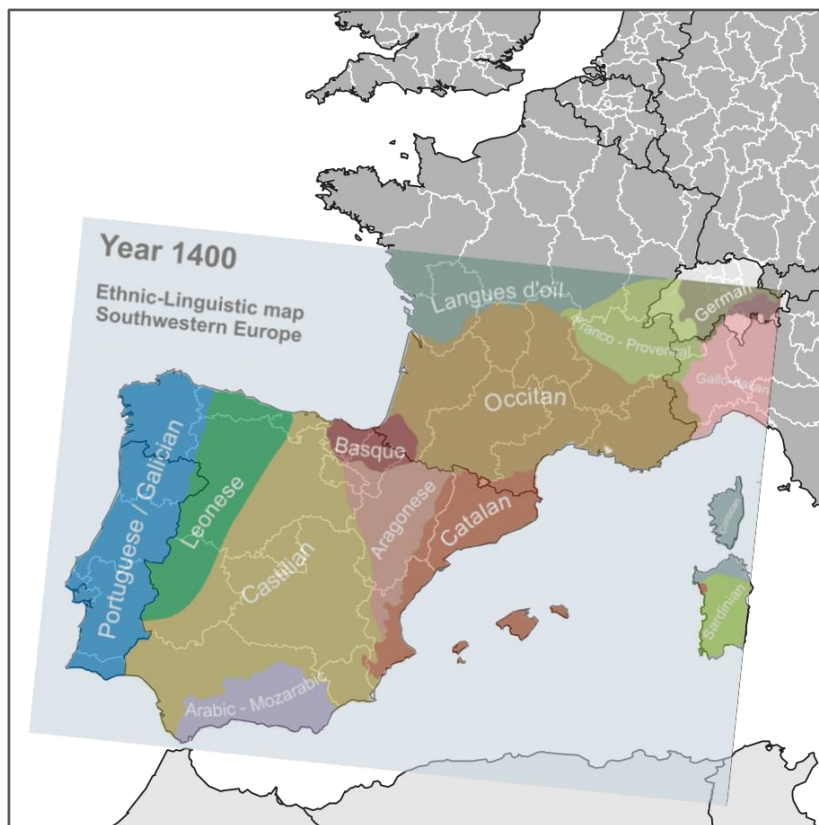 Year 1400
Ethnic-Linguistic map
Southwestern Europe
Langues d'oïl
German
Franco - Provençal
Gallo-Italian
Occitan
Basque
Portuguese / Galician
Leonese
Castilian
Aragonese
Catalan
Sardinian
Arabic - Mozarabic